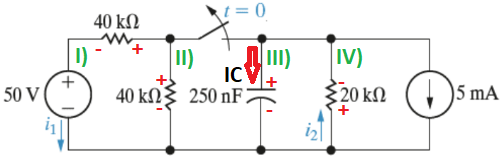 40 kΩ
t = 0
I)
II)
IC
III)
IV)
- +
+
-
+
-
-
+
+
-
50 V
40 kΩ
250 nF
20 kΩ
5 mA
i1
i2